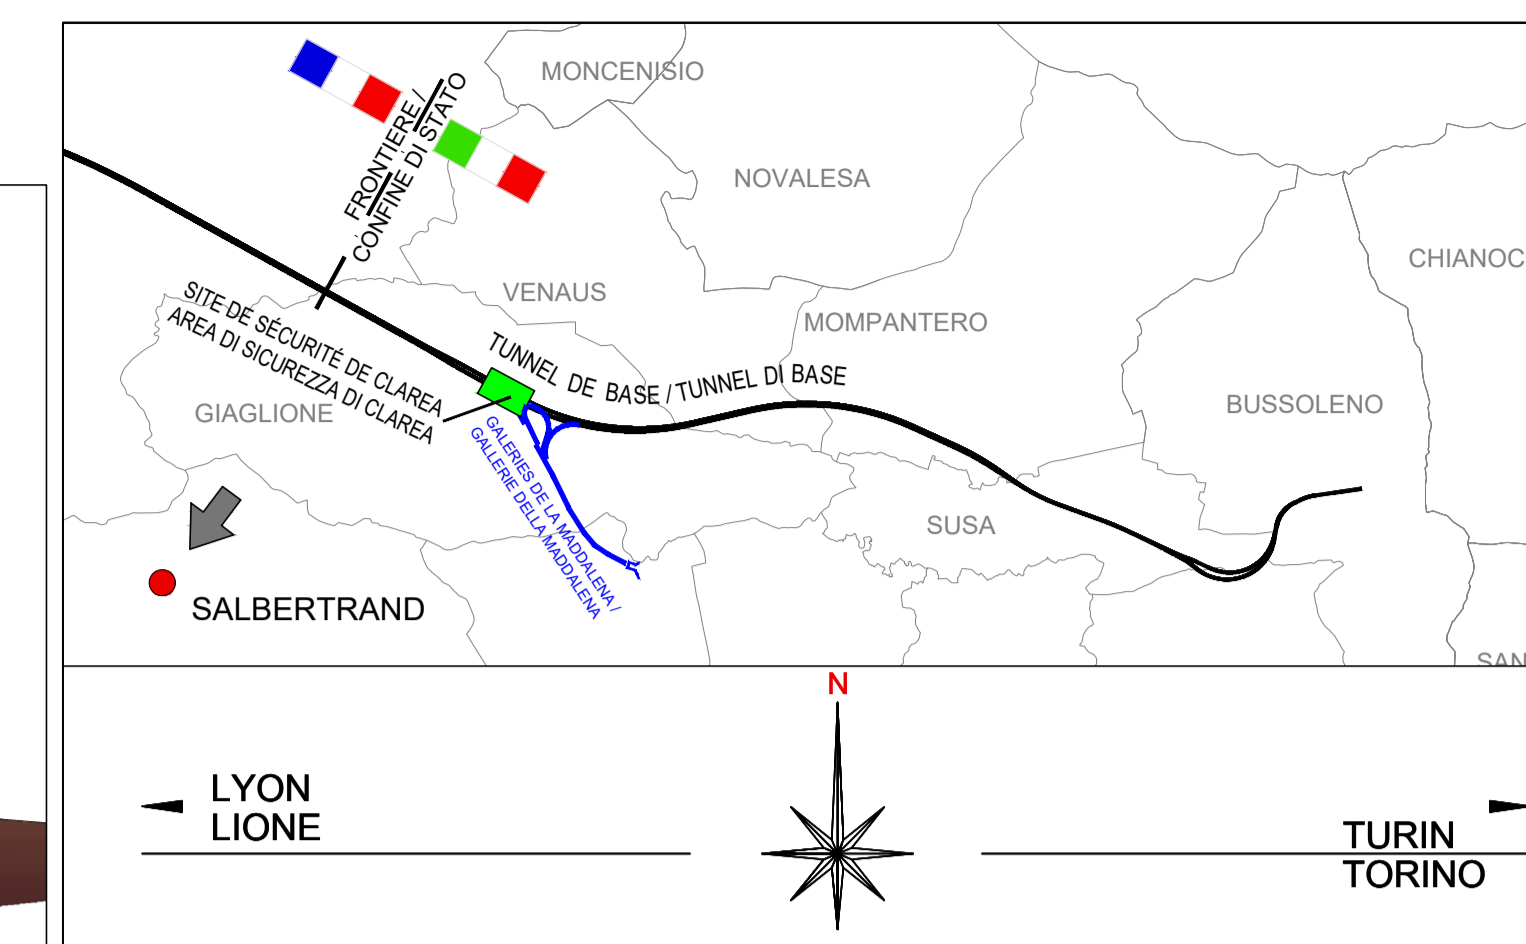 MONCENISIO
FRONTIERE /
CONFINE DI STATO
NOVALESA
CHIANOC
VENAUS
MOMPANTERO
SITE DE SÉCURITÉ DE CLAREA
AREA DI SICUREZZA DI CLAREA
TUNNEL DE BASE / TUNNEL DI BASE
GIAGLIONE
BUSSOLENO
GALERIES DE LA MADDALENA /
GALLERIE DELLA MADDALENA
SUSA
SALBERTRAND
SAN
N
LYON
LIONE
TURIN
TORINO